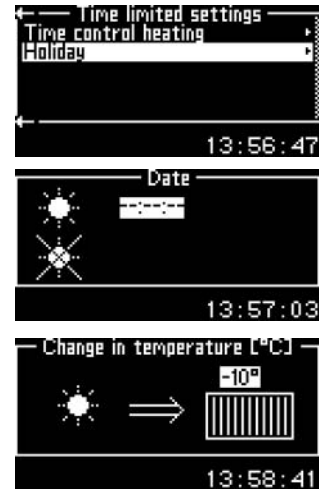 Time limited settings
Time control heating
Holiday
13:56:47
Date
--:--:--
13:57:03
Change in temperature [°C]
-10°
13:58:41